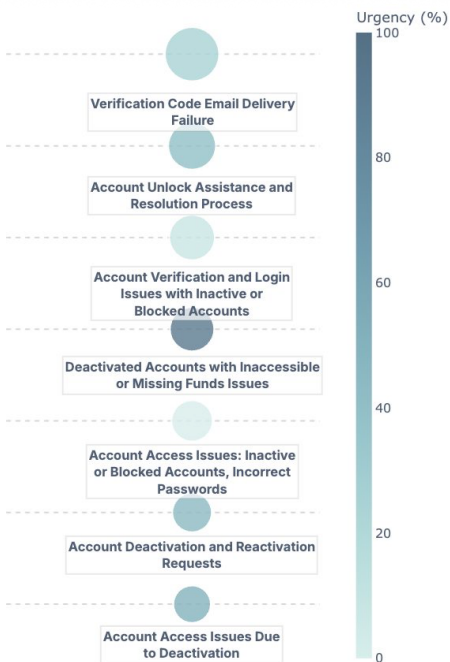 Urgency (%)
100
Verification Code Email Delivery
Failure
80
Account Unlock Assistance and
Resolution Process
Account Verification and Login
Issues with Inactive or
Blocked Accounts
60
Deactivated Accounts with Inaccessible
or Missing Funds Issues
40
Account Access Issues: Inactive
or Blocked Accounts, Incorrect
Passwords
20
Account Deactivation and Reactivation
Requests
Account Access Issues Due
to Deactivation
0